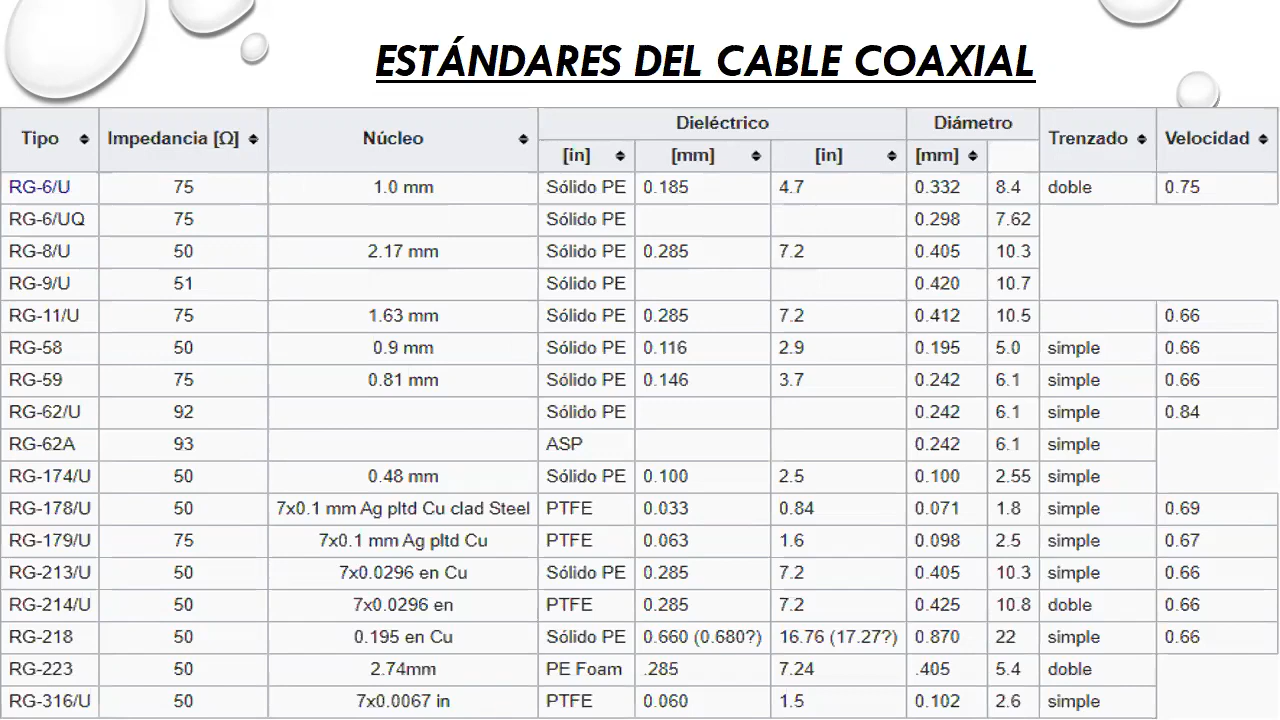 ESTÁNDARES DEL CABLE COAXIAL
Tipo Impedancia [Ω] Núcleo Dieléctrico Diámetro Trenzado Velocidad
[in] [mm] [in] [mm]
RG-6/U 75 1.0 mm Sólido PE 0.185 4.7 0.332 8.4 doble 0.75
RG-6/UQ 75 Sólido PE 0.298 7.62
RG-8/U 50 2.17 mm Sólido PE 0.285 7.2 0.405 10.3
RG-9/U 51 Sólido PE 0.420 10.7
RG-11/U 75 1.63 mm Sólido PE 0.285 7.2 0.412 10.5 0.66
RG-58 50 0.9 mm Sólido PE 0.116 2.9 0.195 5.0 simple 0.66
RG-59 75 0.81 mm Sólido PE 0.146 3.7 0.242 6.1 simple 0.66
RG-62/U 92 Sólido PE 0.242 6.1 simple 0.84
RG-62A 93 ASP 0.242 6.1 simple
RG-174/U 50 0.48 mm Sólido PE 0.100 2.5 0.100 2.55 simple
RG-178/U 50 7x0.1 mm Ag pltd Cu clad Steel PTFE 0.033 0.84 0.071 1.8 simple 0.69
RG-179/U 75 7x0.1 mm Ag pltd Cu PTFE 0.063 1.6 0.098 2.5 simple 0.67
RG-213/U 50 7x0.0296 en Cu Sólido PE 0.285 7.2 0.405 10.3 simple 0.66
RG-214/U 50 7x0.0296 en PTFE 0.285 7.2 0.425 10.8 doble 0.66
RG-218 50 0.195 en Cu Sólido PE 0.660 (0.680?) 16.76 (17.27?) 0.870 22 simple 0.66
RG-223 50 2.74mm PE Foam .285 7.24 .405 5.4 doble
RG-316/U 50 7x0.0067 in PTFE 0.060 1.5 0.102 2.6 simple